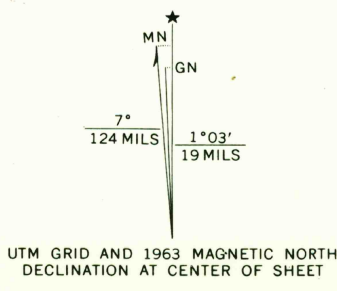 MN
GN
7°
124 MILS
1°03′
19 MILS
UTM GRID AND 1963 MAGNETIC NORTH
DECLINATION AT CENTER OF SHEET